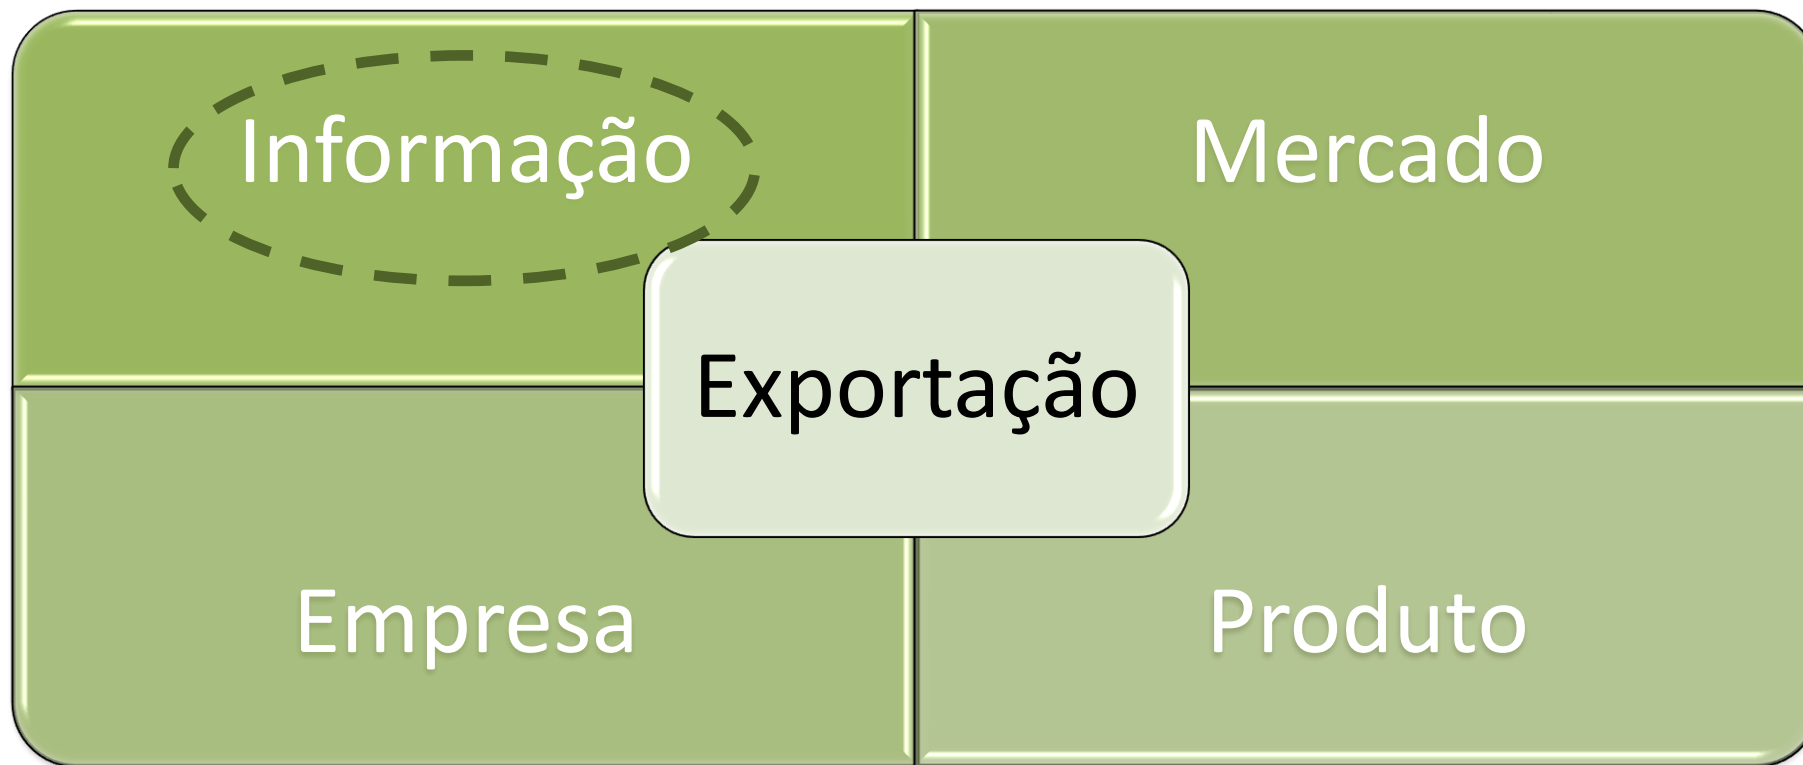 Informação
Mercado
Exportação
Empresa
Produto